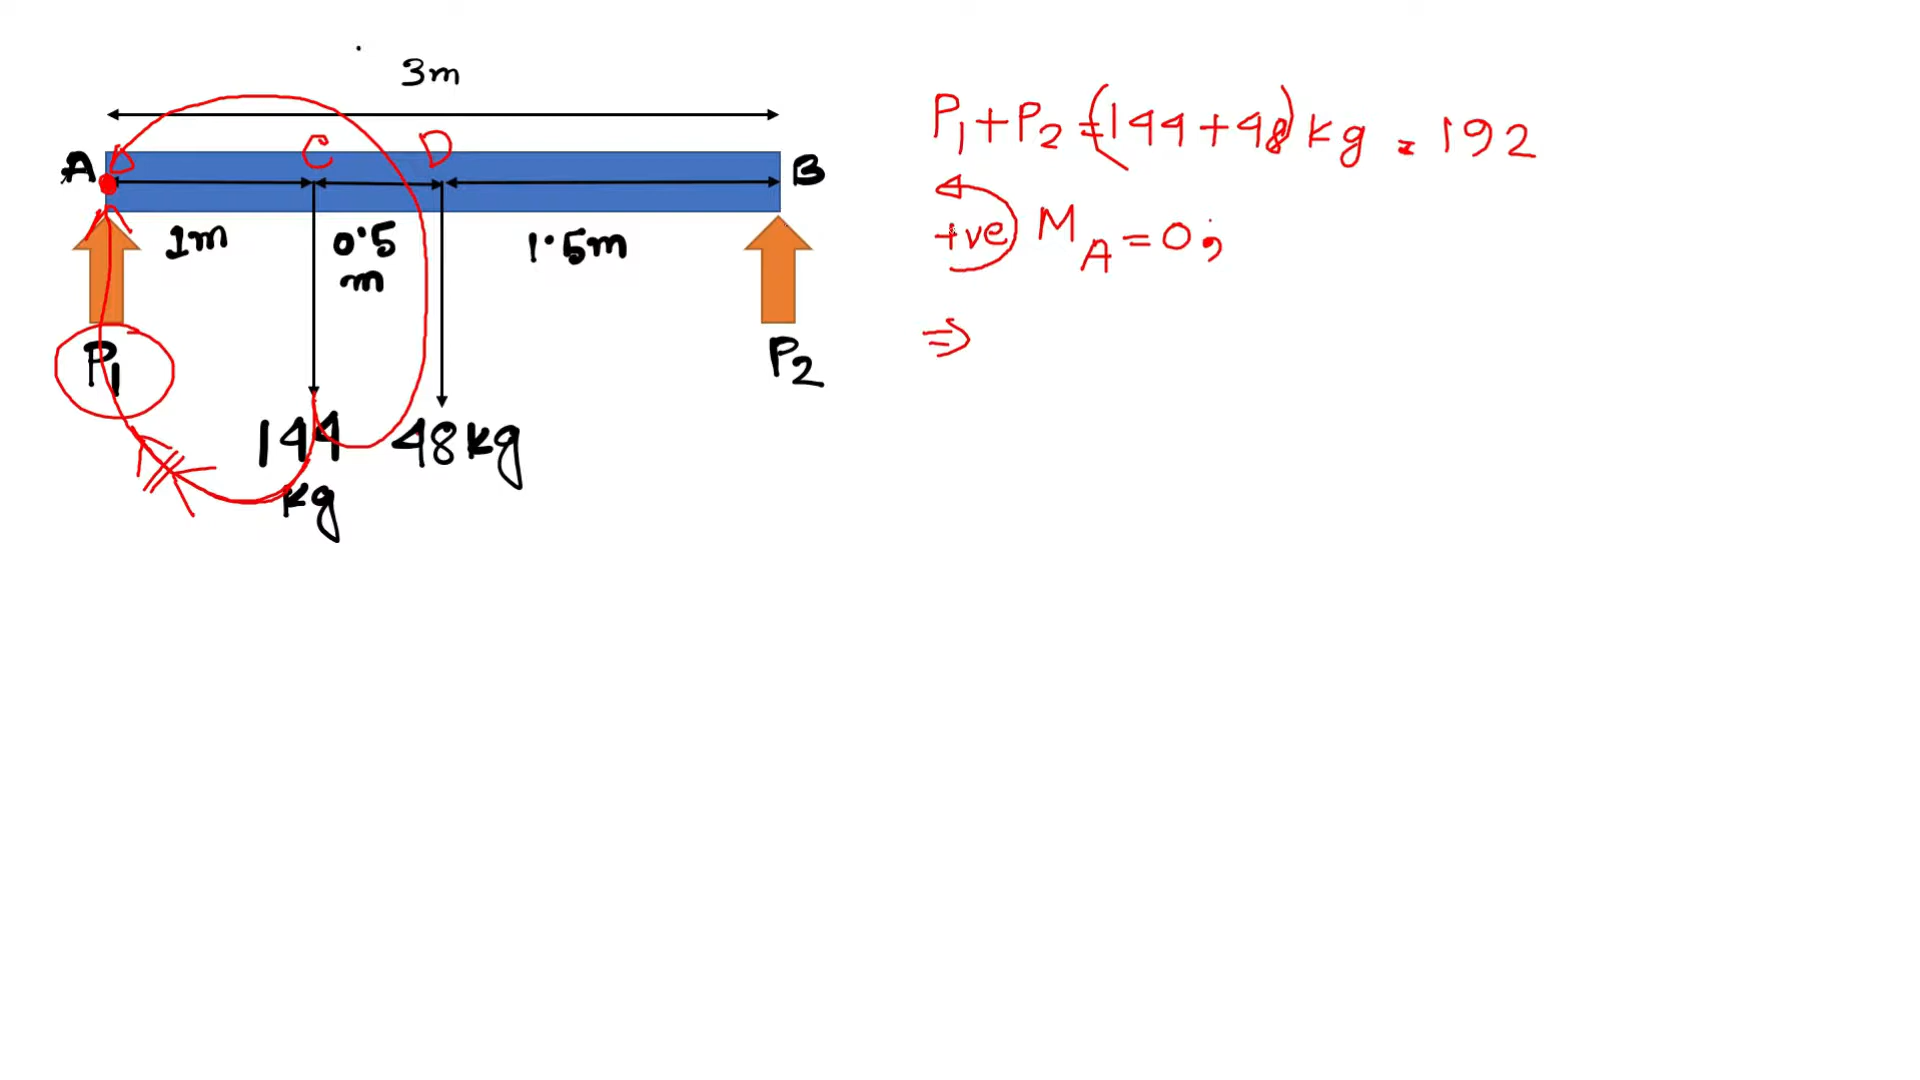 3m
A C D B
1m 0.5 m 1.5m
P1 P2
144 kg 48kg
P1 + P2 = (144 + 48) kg = 192
+ve MA = 0;
⇒